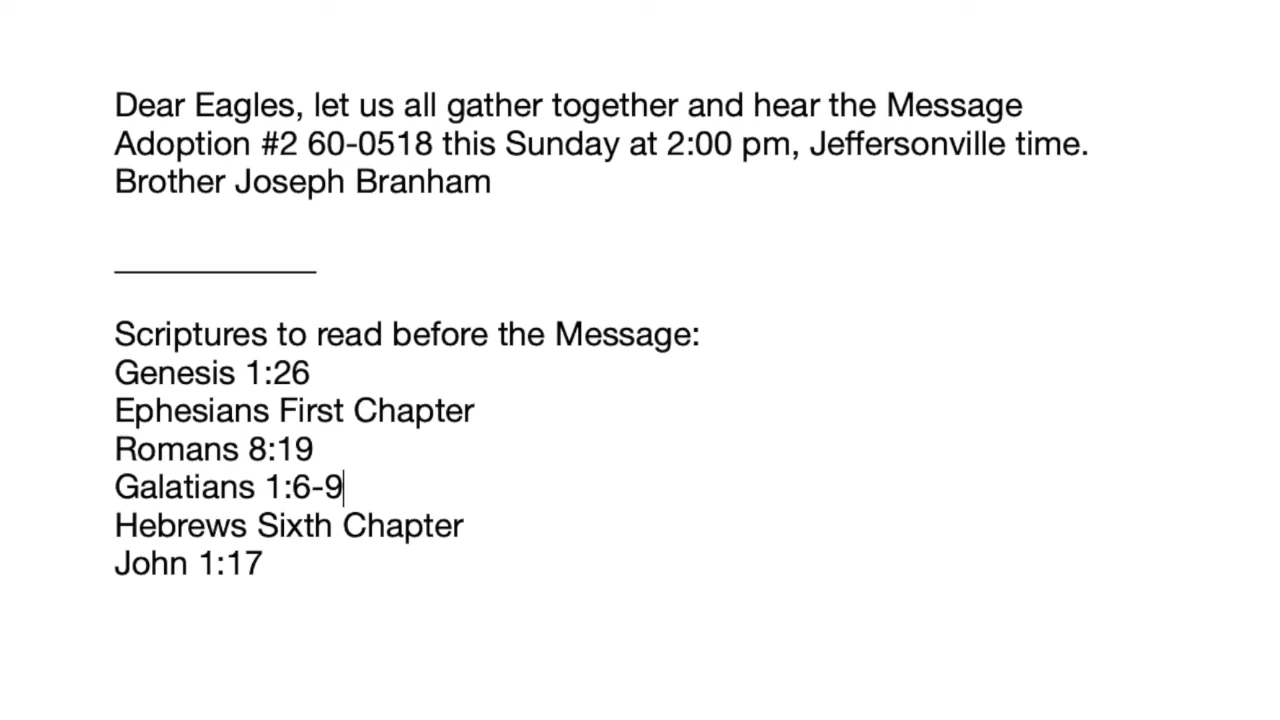 Dear Eagles, let us all gather together and hear the Message
Adoption #2 60-0518 this Sunday at 2:00 pm, Jeffersonville time.
Brother Joseph Branham
____________
Scriptures to read before the Message:
Genesis 1:26
Ephesians First Chapter
Romans 8:19
Galatians 1:6-9
Hebrews Sixth Chapter
John 1:17